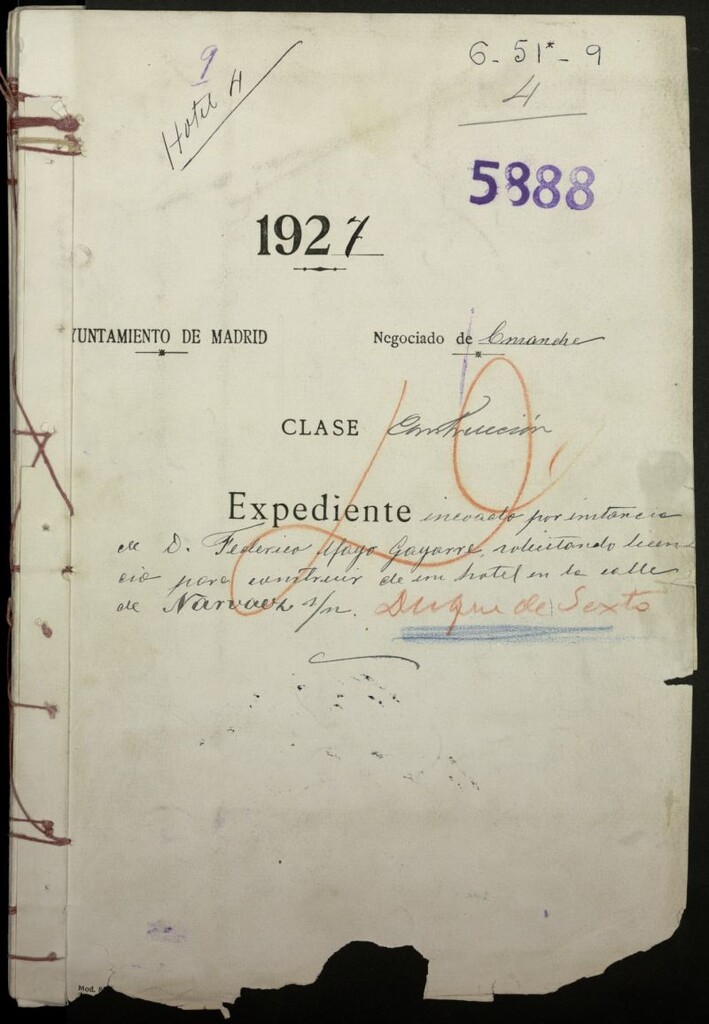 9
Hotel H
6-51*-9
4
5888
1927
YUNTAMIENTO DE MADRID
Negociado de Ensanche
CLASE Construcción
Expediente incoado por instancia
de D. Federico Mayo Gayarre, solicitando licen
cia para construir de un hotel en la calle
de Narvaez s/n. Duque de Sexto
Mod.